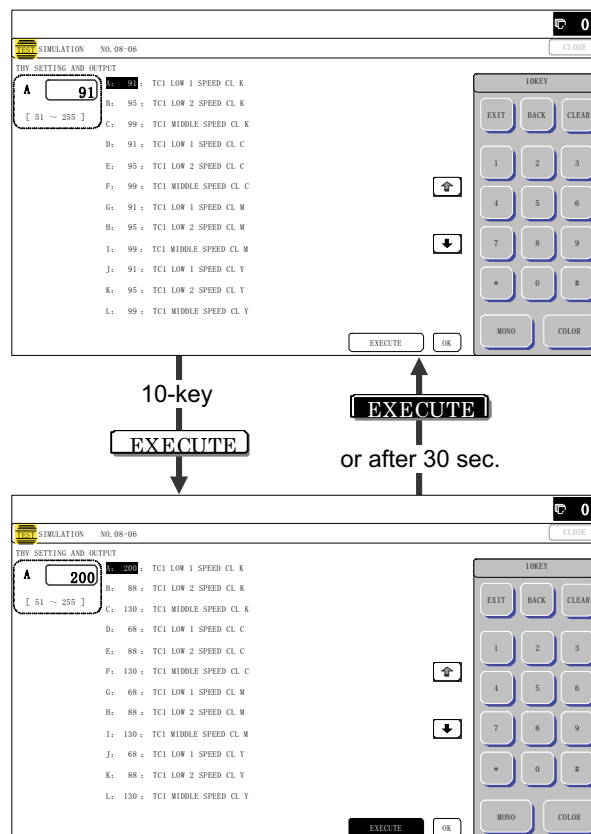 0
TEST SIMULATION NO. 08-06
CLOSE
THV SETTING AND OUTPUT
A 91
[ 51 ~ 255 ]
A: 91 : TC1 LOW 1 SPEED CL K
B: 95 : TC1 LOW 2 SPEED CL K
C: 99 : TC1 MIDDLE SPEED CL K
D: 91 : TC1 LOW 1 SPEED CL C
E: 95 : TC1 LOW 2 SPEED CL C
F: 99 : TC1 MIDDLE SPEED CL C
G: 91 : TC1 LOW 1 SPEED CL M
H: 95 : TC1 LOW 2 SPEED CL M
I: 99 : TC1 MIDDLE SPEED CL M
J: 91 : TC1 LOW 1 SPEED CL Y
K: 95 : TC1 LOW 2 SPEED CL Y
L: 99 : TC1 MIDDLE SPEED CL Y
EXECUTE OK
10KEY
EXIT BACK CLEAR
1 2 3
4 5 6
7 8 9
* 0 #
MONO COLOR
10-key
EXECUTE
EXECUTE
or after 30 sec.
0
TEST SIMULATION NO. 08-06
CLOSE
THV SETTING AND OUTPUT
A 200
[ 51 ~ 255 ]
A: 200 : TC1 LOW 1 SPEED CL K
B: 88 : TC1 LOW 2 SPEED CL K
C: 130 : TC1 MIDDLE SPEED CL K
D: 68 : TC1 LOW 1 SPEED CL C
E: 88 : TC1 LOW 2 SPEED CL C
F: 130 : TC1 MIDDLE SPEED CL C
G: 68 : TC1 LOW 1 SPEED CL M
H: 88 : TC1 LOW 2 SPEED CL M
I: 130 : TC1 MIDDLE SPEED CL M
J: 68 : TC1 LOW 1 SPEED CL Y
K: 88 : TC1 LOW 2 SPEED CL Y
L: 130 : TC1 MIDDLE SPEED CL Y
EXECUTE OK
10KEY
EXIT BACK CLEAR
1 2 3
4 5 6
7 8 9
* 0 #
MONO COLOR